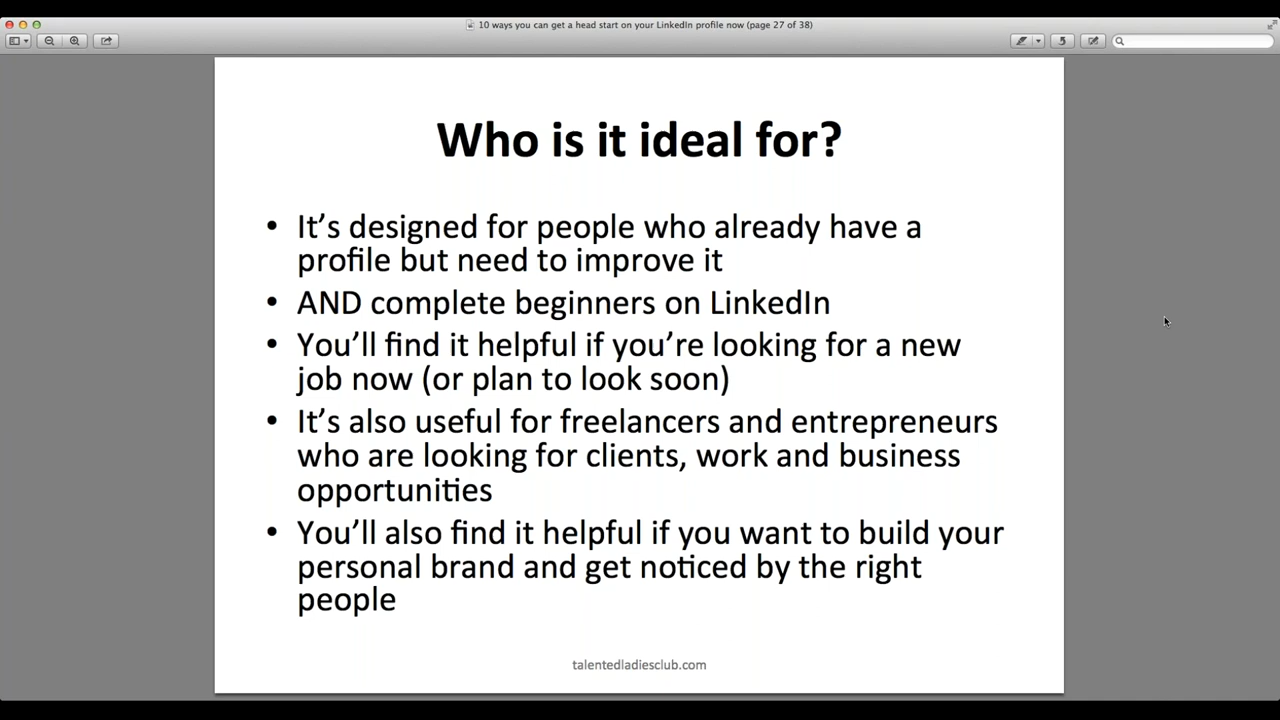 10 ways you can get a head start on your LinkedIn profile now (page 27 of 38)
Who is it ideal for?
• It's designed for people who already have a
profile but need to improve it
• AND complete beginners on LinkedIn
• You'll find it helpful if you're looking for a new
job now (or plan to look soon)
• It's also useful for freelancers and entrepreneurs
who are looking for clients, work and business
opportunities
• You'll also find it helpful if you want to build your
personal brand and get noticed by the right
people
talentedladiesclub.com